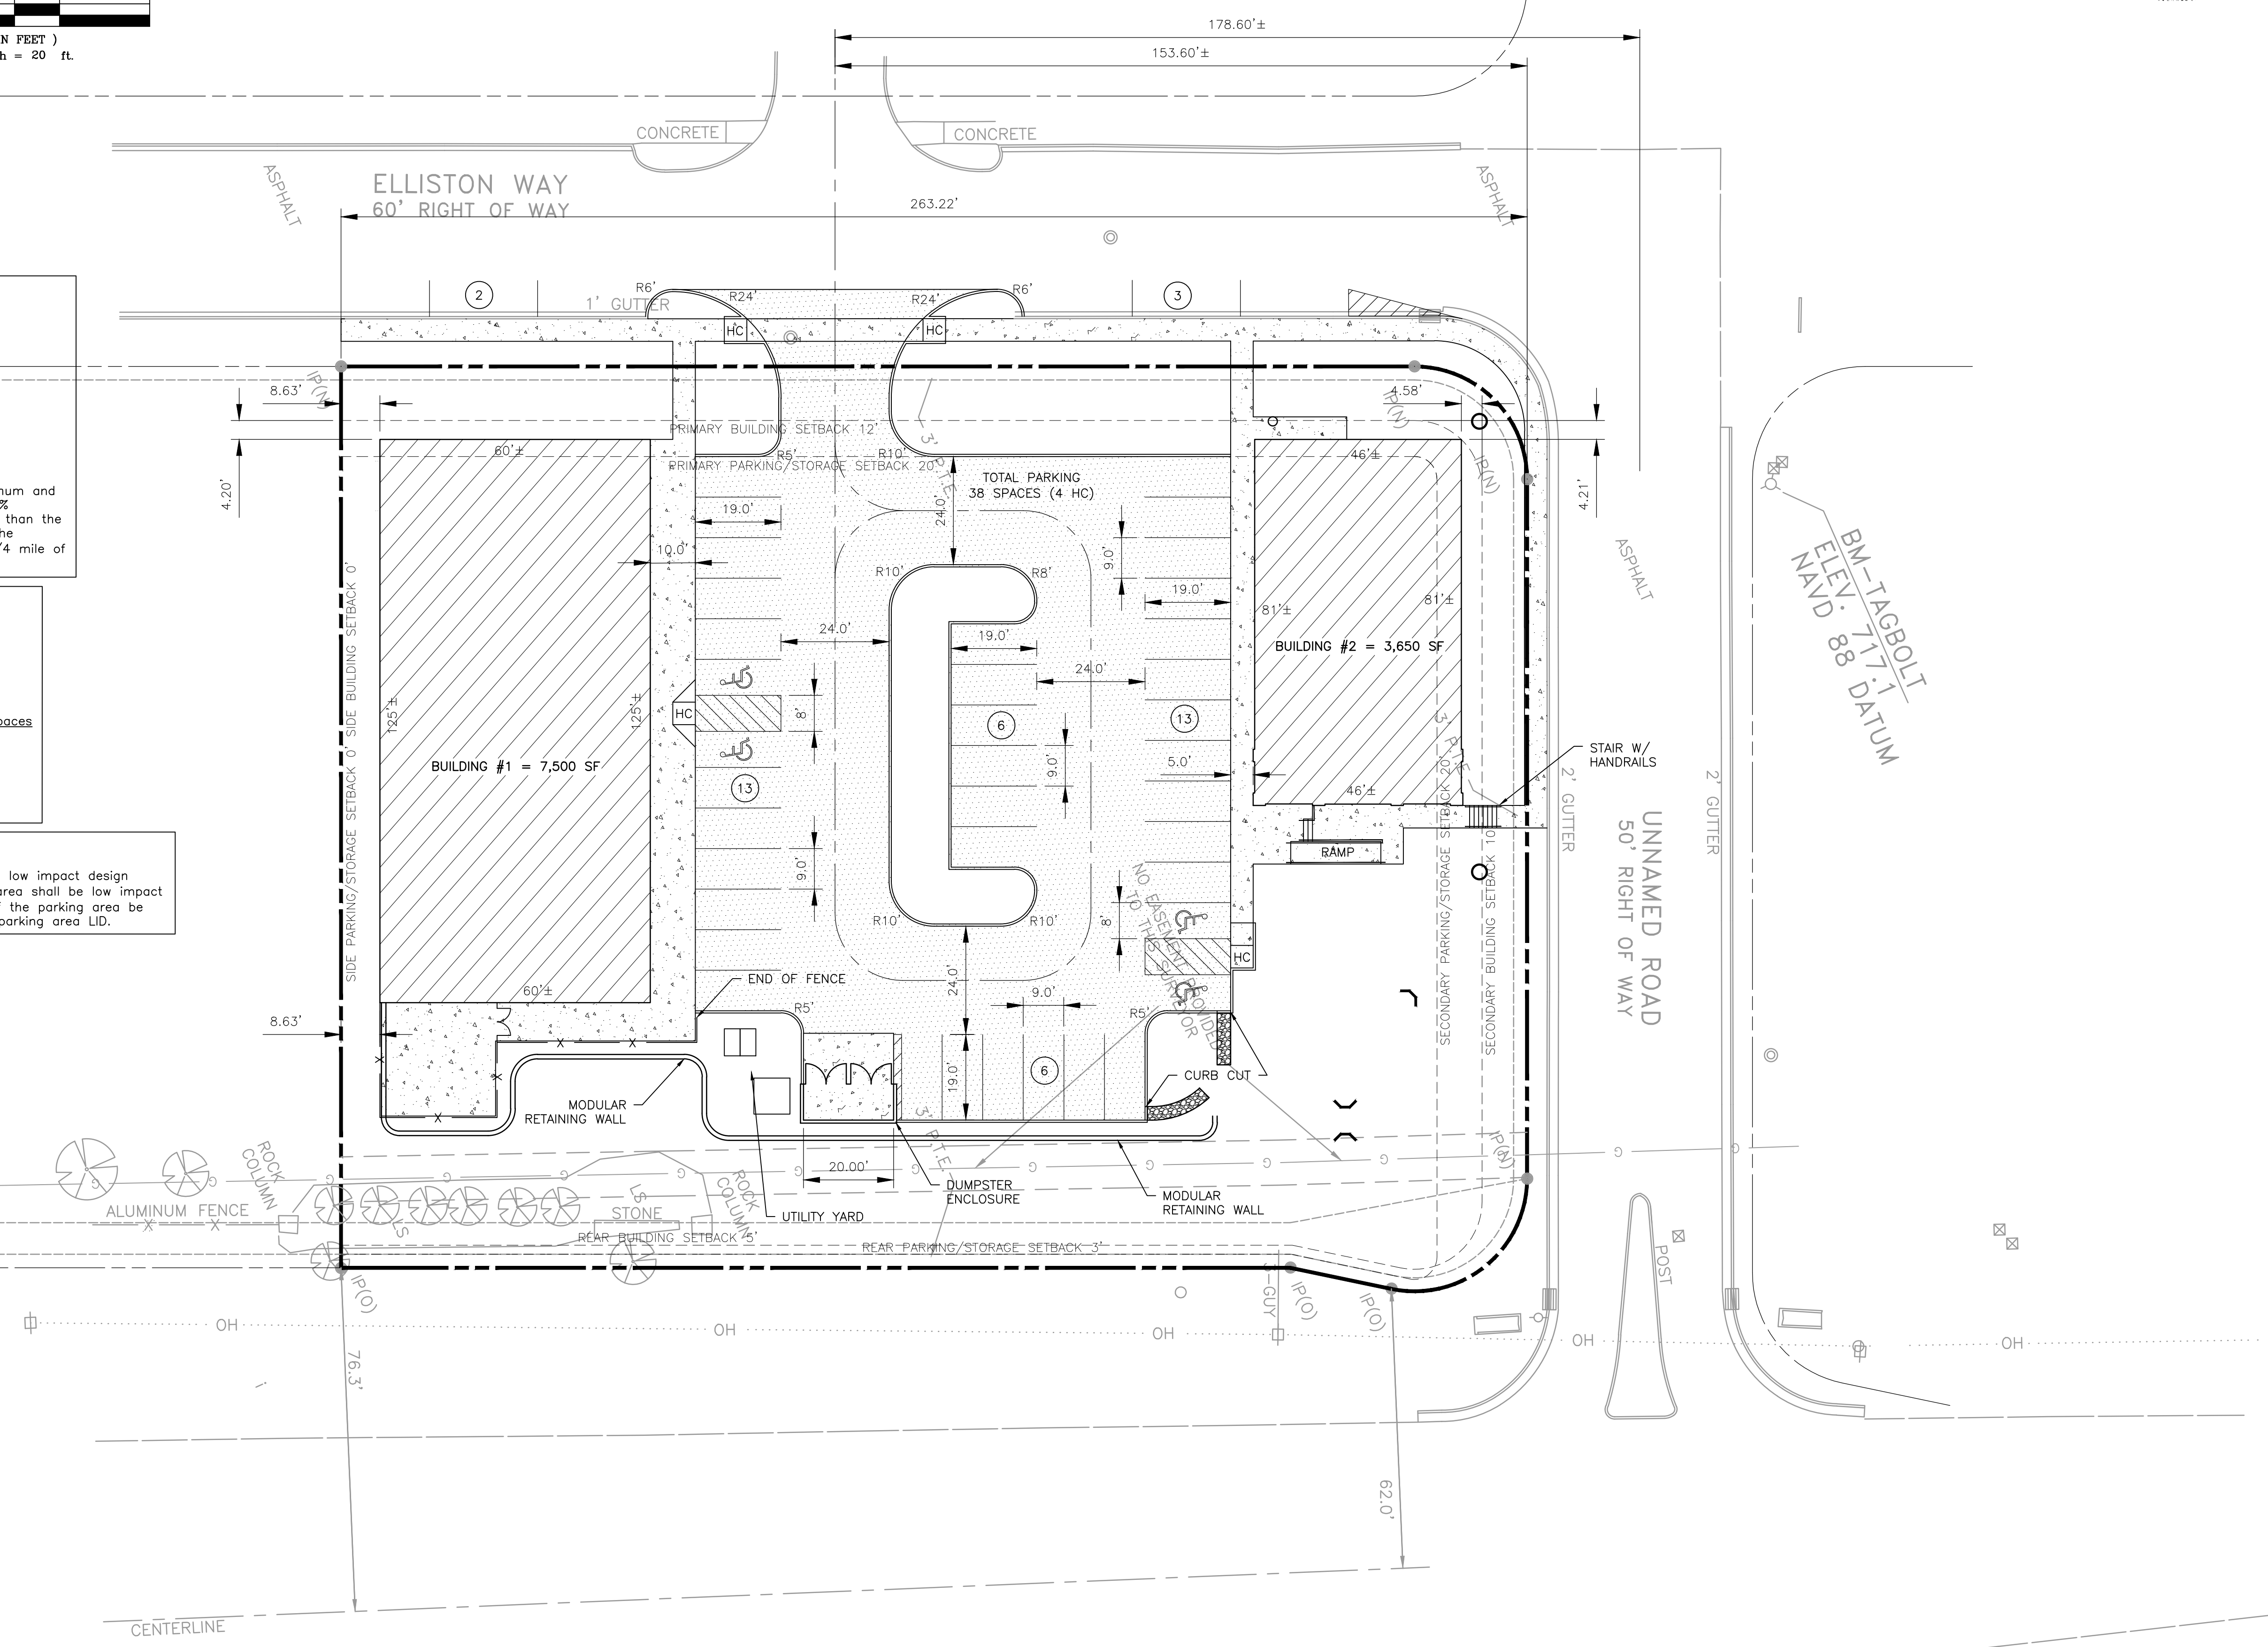 N FEET )
h = 20 ft.
178.60'±
153.60'±
CONCRETE
CONCRETE
ASPHALT
ELLISTON WAY
60' RIGHT OF WAY
263.22'
ASPHALT
2
3
R6'
1' GUTTER
R24'
R24'
R6'
HC
HC
IP(N)
8.63'
4.58'
IP(N)
IP(N)
PRIMARY BUILDING SETBACK 12'
3' P.T.E.
60'±
R5'
R10'
46'±
PRIMARY PARKING/STORAGE SETBACK 20'
4.20'
4.21'
TOTAL PARKING
38 SPACES (4 HC)
24.0'
19.0'
10.0'
9.0'
19.0'
R10'
R8'
num and
%
than the
he
/4 mile of
ASPHALT
BM-TAGBOLT
ELEV. 717.1
NAVD 88 DATUM
81'±
81'±
24.0'
19.0'
24.0'
BUILDING #2 = 3,650 SF
SIDE PARKING/STORAGE SETBACK 0' SIDE BUILDING SETBACK 0'
125'±
125'±
HC
8'
6
13
paces
BUILDING #1 = 7,500 SF
13
9.0'
5.0'
46'±
3' P.T.E.
STAIR W/
HANDRAILS
2' GUTTER
2' GUTTER
UNNAMED ROAD
50' RIGHT OF WAY
RAMP
9.0'
low impact design
area shall be low impact
f the parking area be
parking area LID.
R10'
R10'
8'
NO EASEMENT PROVIDED
TO THIS SURVEYOR
HC
SECONDARY PARKING/STORAGE SETBACK 20'
SECONDARY BUILDING SETBACK 10'
END OF FENCE
60'±
24.0'
9.0'
R5'
R5'
8.63'
X
X
X
X
X
19.0'
6
CURB CUT
MODULAR
RETAINING WALL
3' P.T.E.
20.00'
DUMPSTER
ENCLOSURE
MODULAR
RETAINING WALL
UTILITY YARD
IP(N)
G
G
G
G
G
G
G
G
G
G
G
G
G
ROCK
COLUMN
ALUMINUM FENCE
X
X
LS
LS
STONE
ROCK
COLUMN
REAR BUILDING SETBACK 5'
REAR PARKING/STORAGE SETBACK 3'
POST
IP(O)
GUY
IP(O)
IP(O)
OH
OH
OH
OH
OH
76.3'
62.0'
CENTERLINE